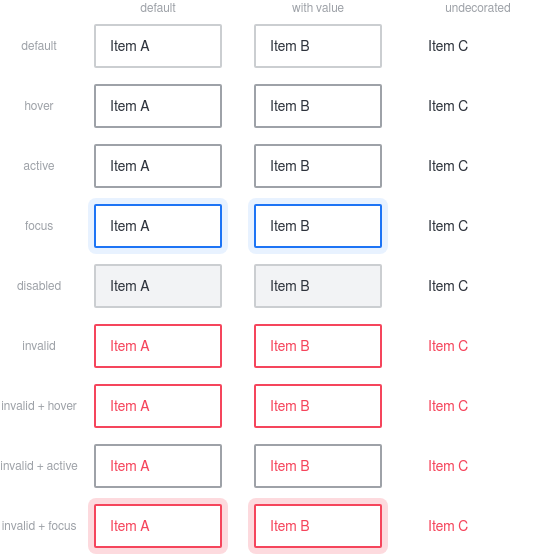 default with value undecorated
default Item A Item B Item C
hover Item A Item B Item C
active Item A Item B Item C
focus Item A Item B Item C
disabled Item A Item B Item C
invalid Item A Item B Item C
invalid + hover Item A Item B Item C
invalid + active Item A Item B Item C
invalid + focus Item A Item B Item C